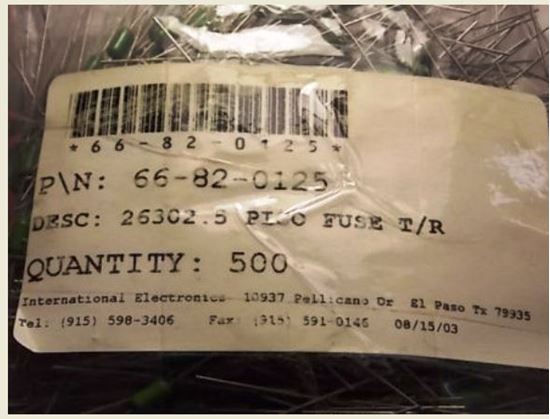 *66-82-0125*
P\N: 66-82-0125
DESC: 26302.5 PICO FUSE T/R
QUANTITY: 500
International Electronics 10937 Pellicano Dr El Paso Tx 79935
Tel: (915) 598-3406 Fax: (915) 591-0146 08/15/03